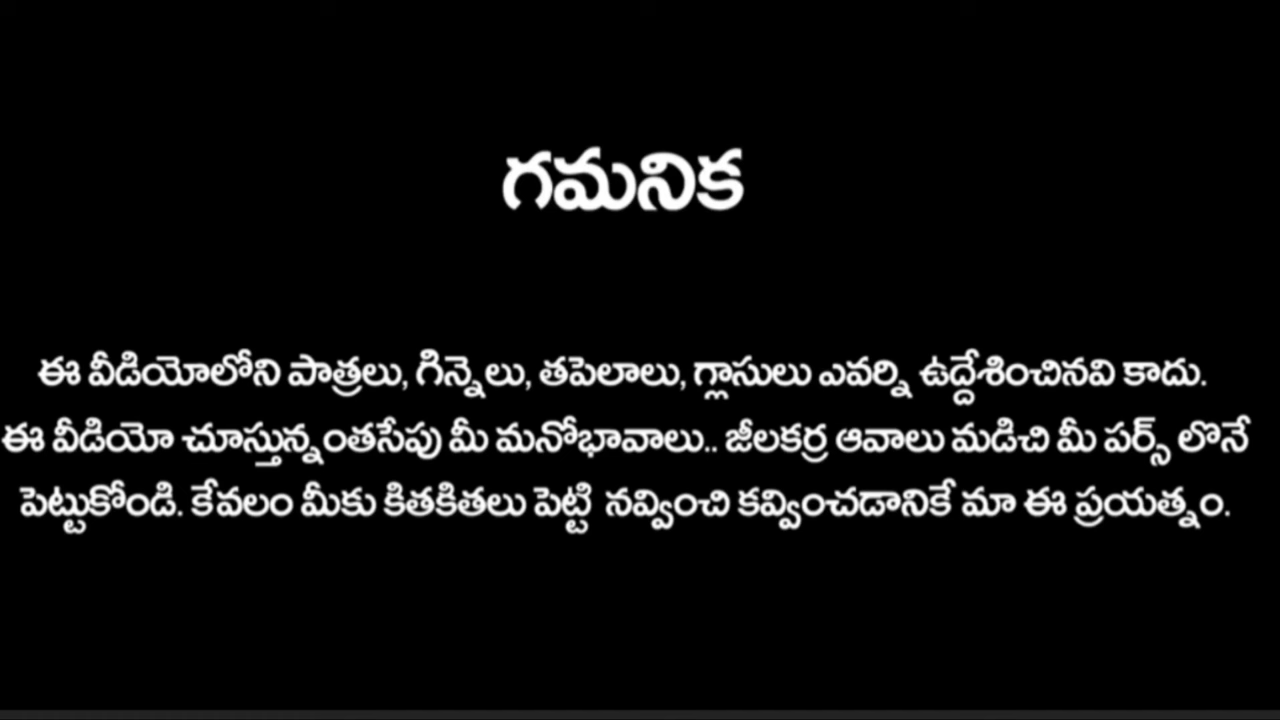 గమనిక
ఈ వీడియోలోని పాత్రలు, గిన్నెలు, తపెలాలు, గ్లాసులు ఎవర్ని ఉద్దేశించినవి కాదు.
ఈ వీడియో చూస్తున్నంతసేపు మీ మనోభావాలు.. జీలకర్ర ఆవాలు మడిచి మీ పర్స్ లొనే
పెట్టుకోండి. కేవలం మీకు కితకితలు పెట్టి నవ్వించి కవ్వించడానికే మా ఈ ప్రయత్నం.